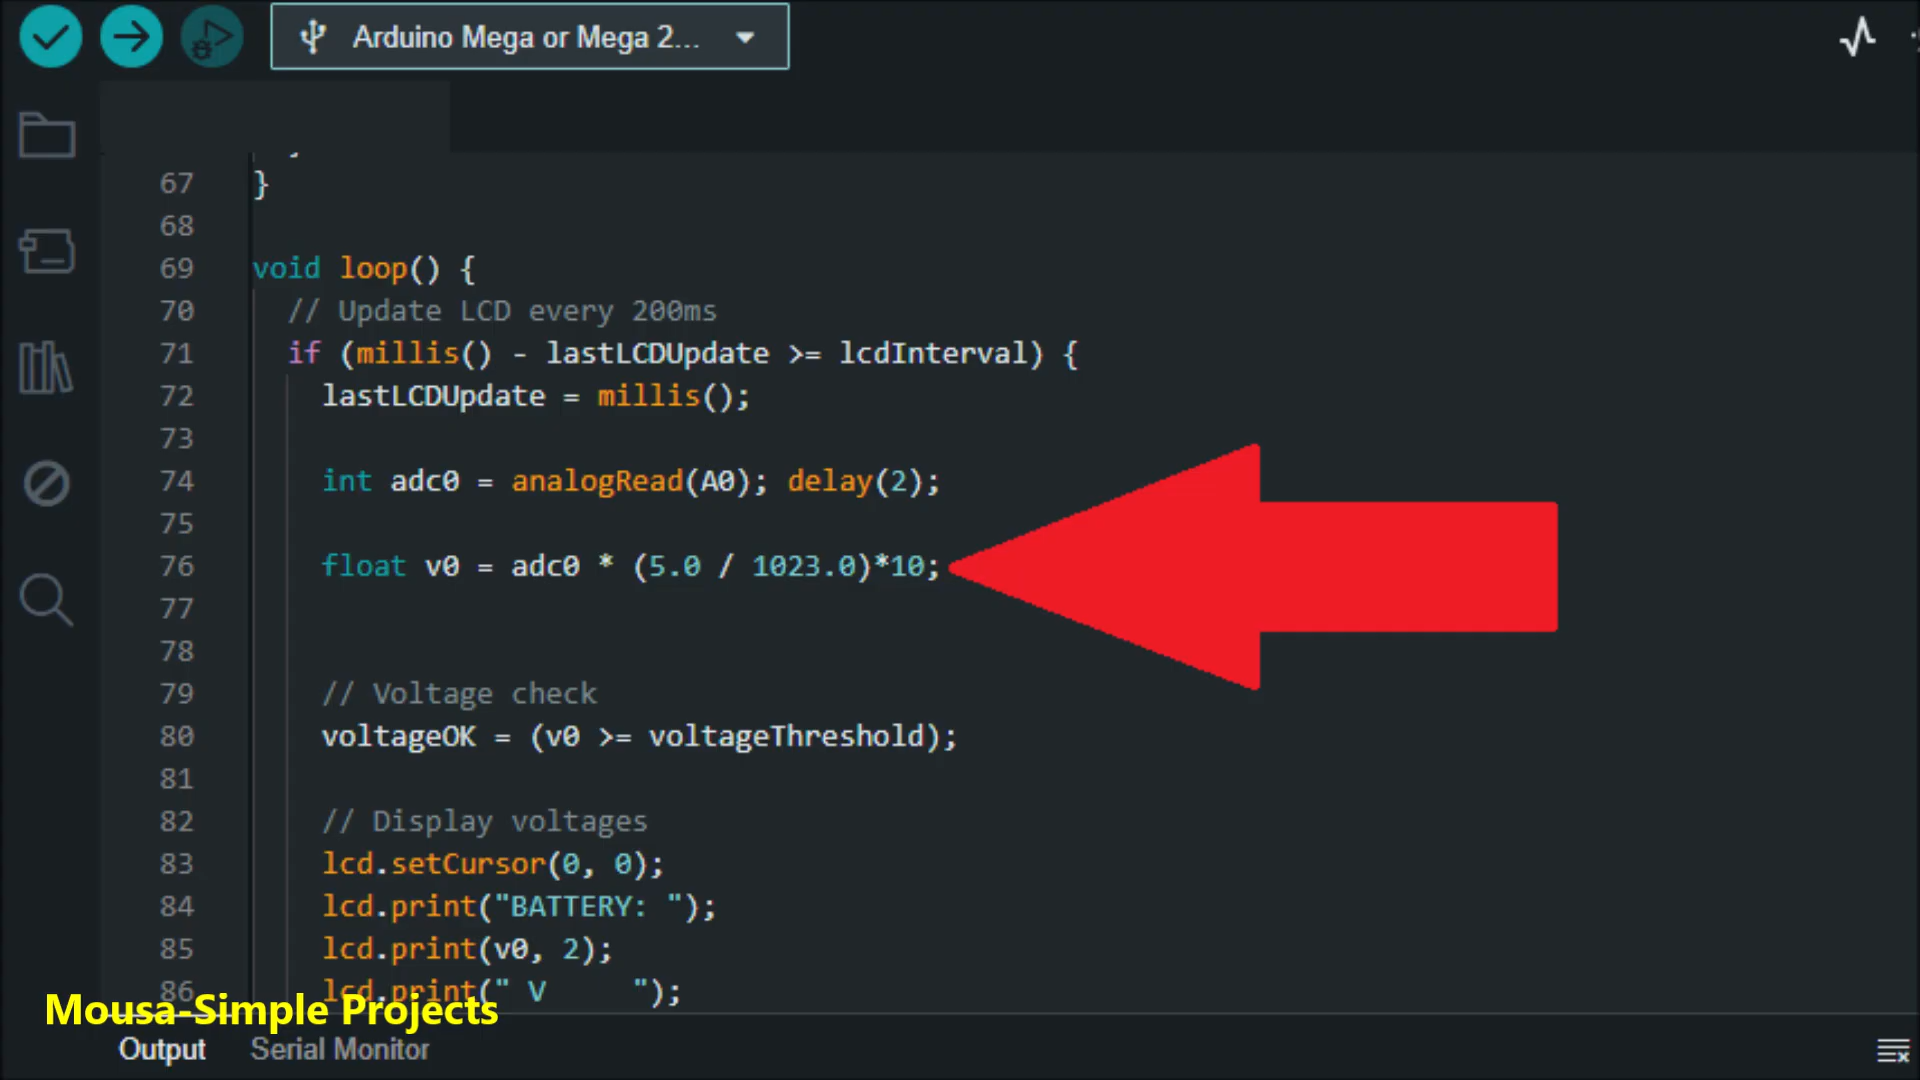 Arduino Mega or Mega 2...
67 }
68
69 void loop() {
70 // Update LCD every 200ms
71 if (millis() - lastLCDUpdate >= lcdInterval) {
72 lastLCDUpdate = millis();
73
74 int adc0 = analogRead(A0); delay(2);
75
76 float v0 = adc0 * (5.0 / 1023.0)*10;
77
78
79 // Voltage check
80 voltageOK = (v0 >= voltageThreshold);
81
82 // Display voltages
83 lcd.setCursor(0, 0);
84 lcd.print("BATTERY: ");
85 lcd.print(v0, 2);
86 lcd.print(" V     ");
Mousa-Simple Projects
Output Serial Monitor